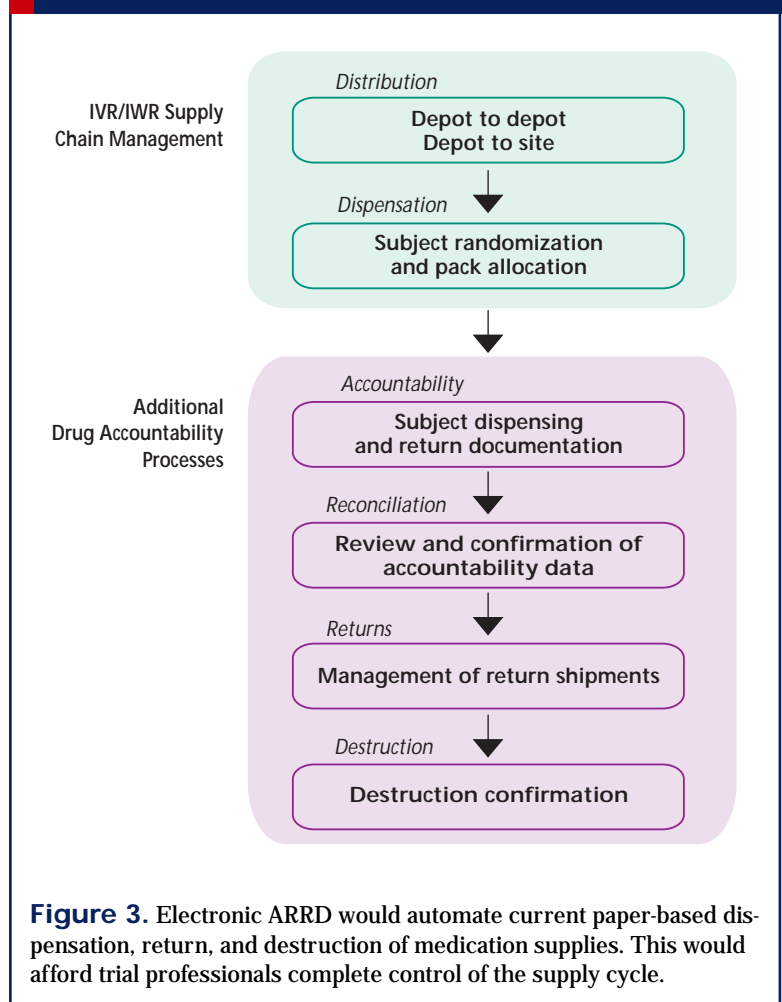 Distribution
IVR/IWR Supply
Chain Management
Depot to depot
Depot to site
Dispensation
Subject randomization
and pack allocation
Accountability
Additional
Drug Accountability
Processes
Subject dispensing
and return documentation
Reconciliation
Review and confirmation of
accountability data
Returns
Management of return shipments
Destruction
Destruction confirmation
Figure 3. Electronic ARRD would automate current paper-based dis-
pensation, return, and destruction of medication supplies. This would
afford trial professionals complete control of the supply cycle.